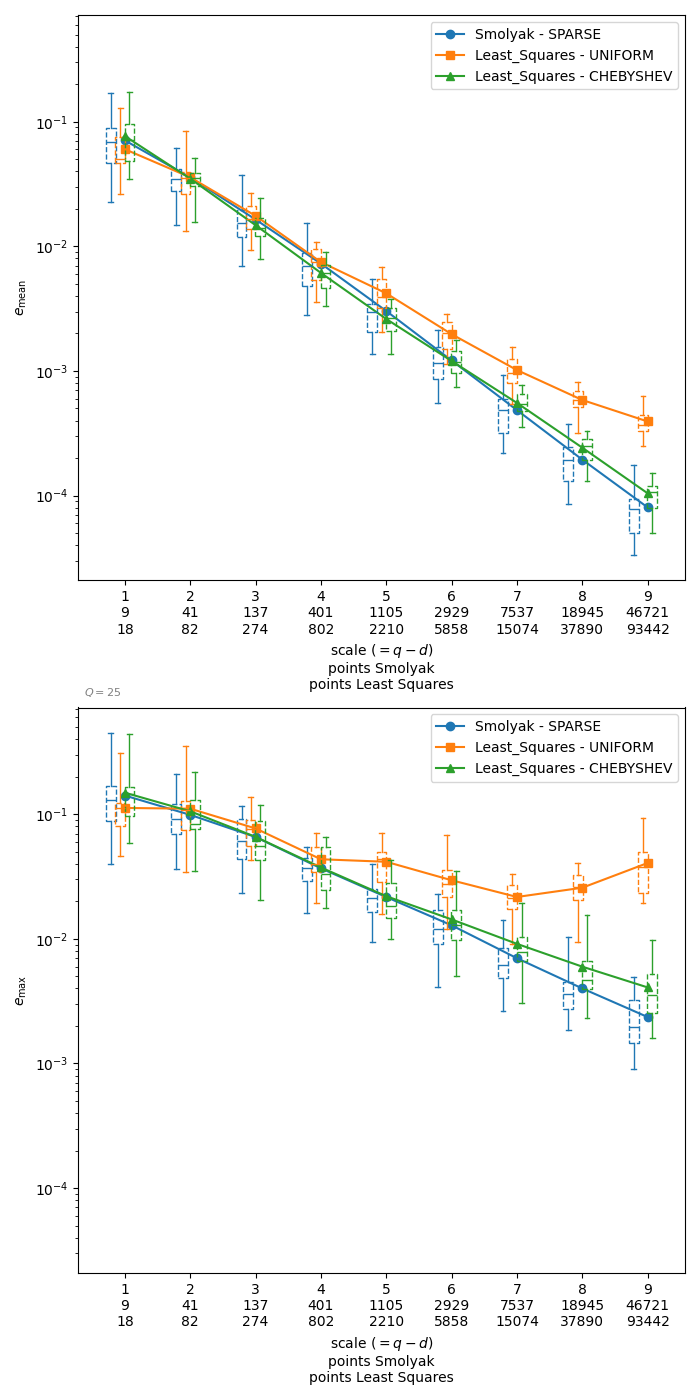 Smolyak - SPARSE
Least_Squares - UNIFORM
Least_Squares - CHEBYSHEV
10⁻¹
10⁻²
10⁻³
10⁻⁴
e_mean
1 2 3 4 5 6 7 8 9
9 41 137 401 1105 2929 7537 18945 46721
18 82 274 802 2210 5858 15074 37890 93442
scale (= q − d)
points Smolyak
points Least Squares
Q = 25
Smolyak - SPARSE
Least_Squares - UNIFORM
Least_Squares - CHEBYSHEV
10⁻¹
10⁻²
10⁻³
10⁻⁴
e_max
1 2 3 4 5 6 7 8 9
9 41 137 401 1105 2929 7537 18945 46721
18 82 274 802 2210 5858 15074 37890 93442
scale (= q − d)
points Smolyak
points Least Squares